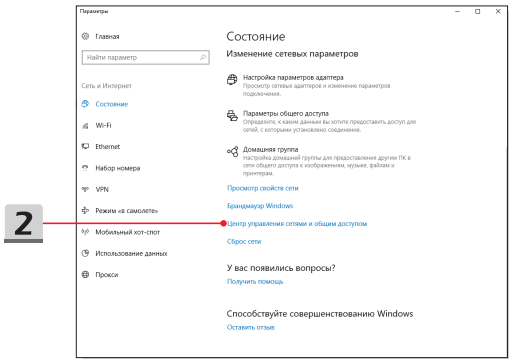 Параметры
Главная
Найти параметр
Сеть и Интернет
Состояние
Wi-Fi
Ethernet
Набор номера
VPN
Режим «в самолете»
Мобильный хот-спот
Использование данных
Прокси
2
Состояние
Изменение сетевых параметров
Настройка параметров адаптера
Просмотр сетевых адаптеров и изменение параметров
подключения.
Параметры общего доступа
Определите, к каким данным вы хотите предоставить доступ для
сетей, с которыми установлено соединение.
Домашняя группа
Настройка домашней группы для предоставления другим ПК в
сети общего доступа к изображениям, музыке, файлам и
принтерам.
Просмотр свойств сети
Брандмауэр Windows
Центр управления сетями и общим доступом
Сброс сети
У вас появились вопросы?
Получить помощь
Способствуйте совершенствованию Windows
Оставить отзыв